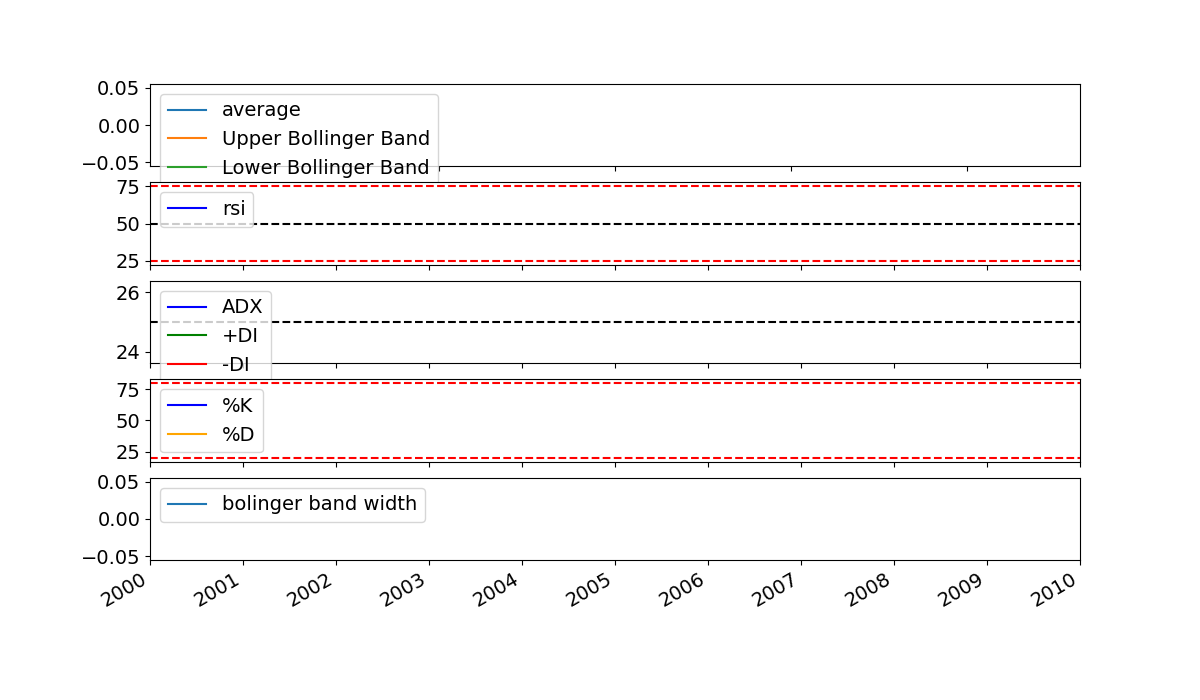 0.05
0.00
−0.05
average
Upper Bollinger Band
Lower Bollinger Band
75
50
25
rsi
26
24
ADX
+DI
-DI
75
50
25
%K
%D
0.05
0.00
−0.05
bolinger band width
2000 2001 2002 2003 2004 2005 2006 2007 2008 2009 2010